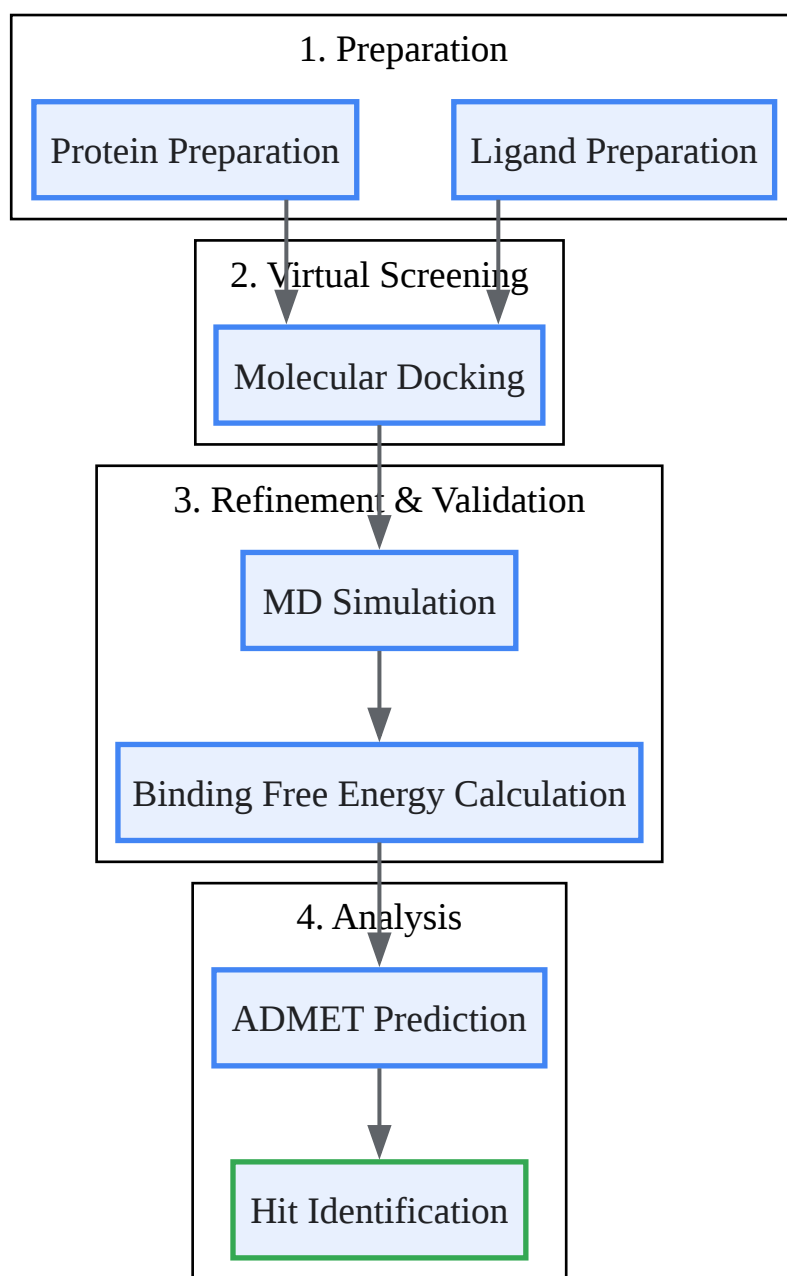 1. Preparation
Protein Preparation
Ligand Preparation
2. Virtual Screening
Molecular Docking
3. Refinement & Validation
MD Simulation
Binding Free Energy Calculation
4. Analysis
ADMET Prediction
Hit Identification